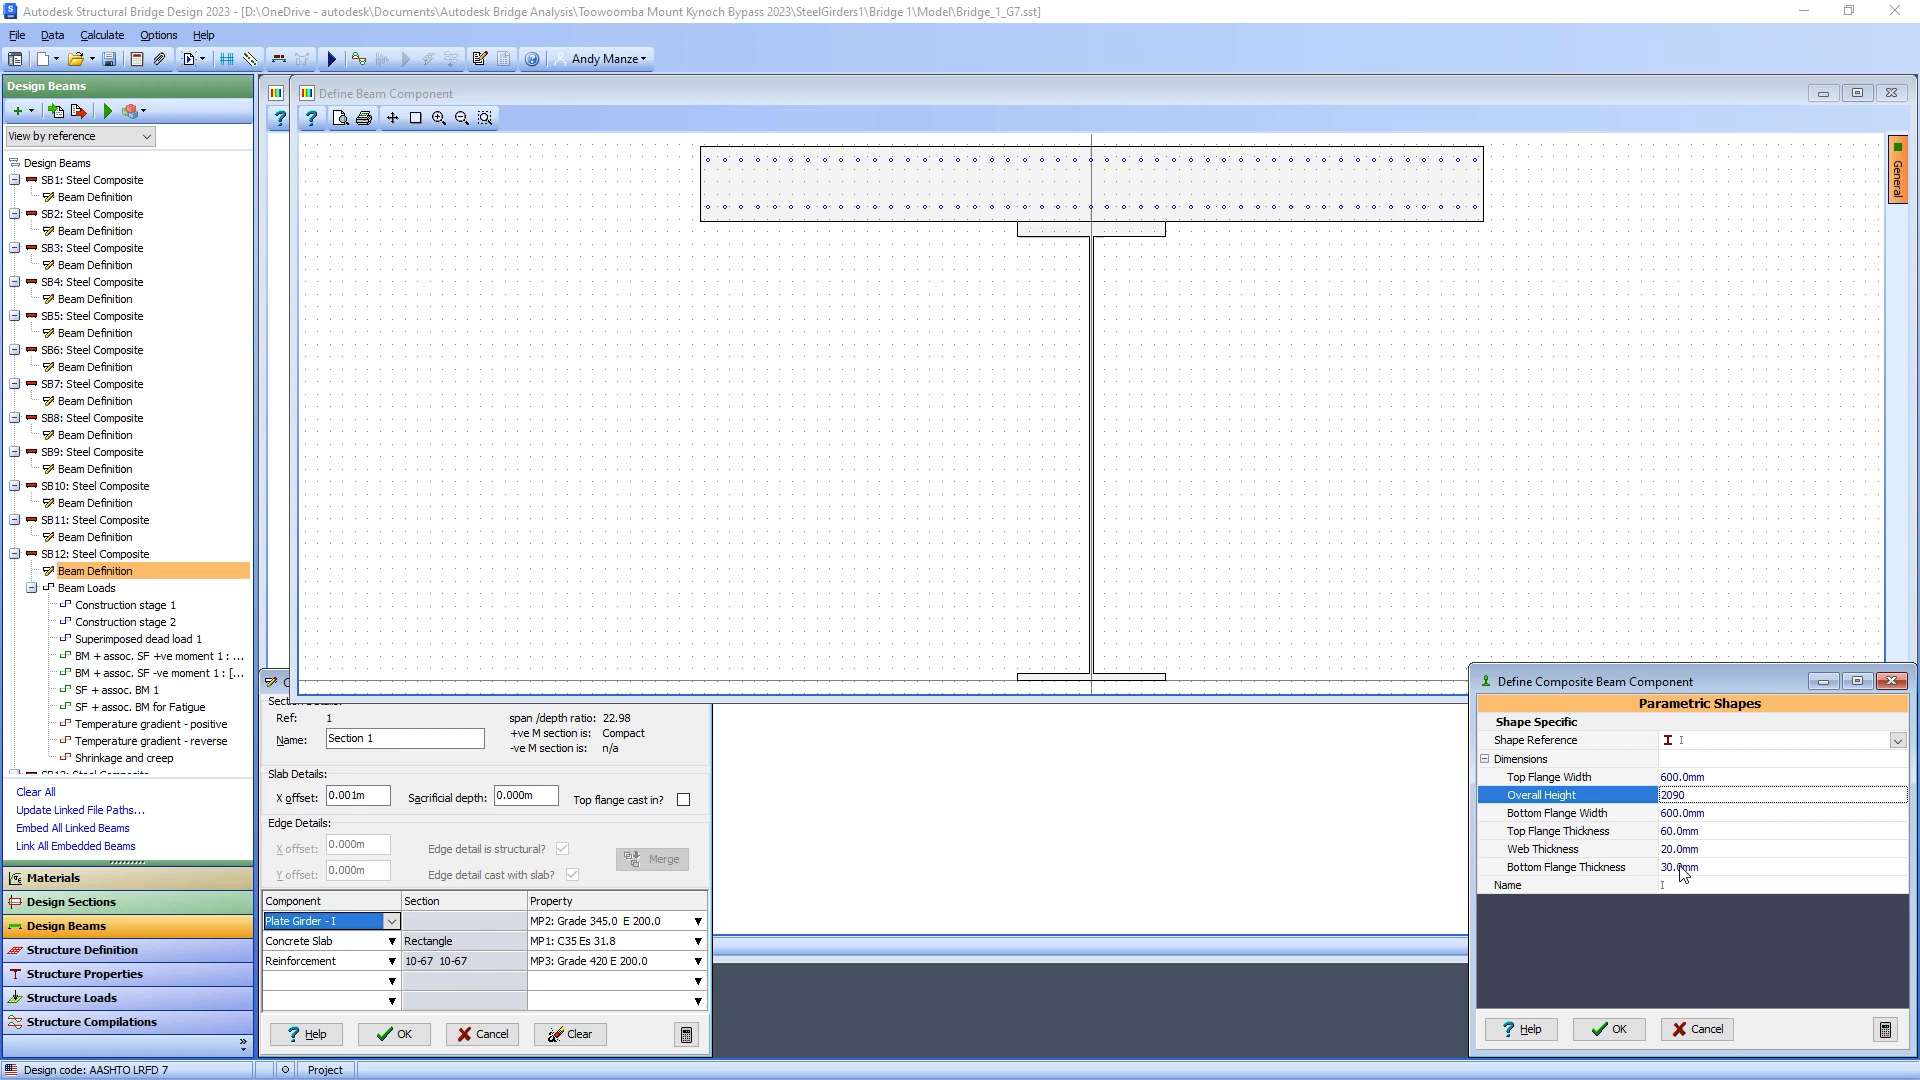 Autodesk Structural Bridge Design 2023 - [D:\OneDrive - autodesk\Documents\Autodesk Bridge Analysis\Toowoomba Mount Kynoch Bypass 2023\SteelGirders1\Bridge 1\Model\Bridge_1_G7.sst]
File Data Calculate Options Help
Andy Manze
Design Beams
Define Beam Component
View by reference
General
Design Beams
SB1: Steel Composite
Beam Definition
SB2: Steel Composite
Beam Definition
SB3: Steel Composite
Beam Definition
SB4: Steel Composite
Beam Definition
SB5: Steel Composite
Beam Definition
SB6: Steel Composite
Beam Definition
SB7: Steel Composite
Beam Definition
SB8: Steel Composite
Beam Definition
SB9: Steel Composite
Beam Definition
SB10: Steel Composite
Beam Definition
SB11: Steel Composite
Beam Definition
SB12: Steel Composite
Beam Definition
Beam Loads
Construction stage 1
Construction stage 2
Superimposed dead load 1
BM + assoc. SF +ve moment 1 : ...
BM + assoc. SF -ve moment 1 : [...
SF + assoc. BM 1
SF + assoc. BM for Fatigue
Temperature gradient - positive
Temperature gradient - reverse
Shrinkage and creep
Clear All
Update Linked File Paths...
Embed All Linked Beams
Link All Embedded Beams
Materials
Design Sections
Design Beams
Structure Definition
Structure Properties
Structure Loads
Structure Compilations
Ref: 1 span /depth ratio: 22.98
+ve M section is: Compact
Name: Section 1
-ve M section is: n/a
Slab Details:
X offset: 0.001m Sacrificial depth: 0.000m Top flange cast in?
Edge Details:
X offset: 0.000m Edge detail is structural? Merge
Y offset: 0.000m Edge detail cast with slab?
Component Section Property
Plate Girder - I MP2: Grade 345.0 E 200.0
Concrete Slab Rectangle MP1: C35 Es 31.8
Reinforcement 10-67 10-67 MP3: Grade 420 E 200.0
Help OK Cancel Clear
Define Composite Beam Component
Parametric Shapes
Shape Specific
Shape Reference I
Dimensions
Top Flange Width 600.0mm
Overall Height 2090
Bottom Flange Width 600.0mm
Top Flange Thickness 60.0mm
Web Thickness 20.0mm
Bottom Flange Thickness 30.0mm
Name I
Help OK Cancel
Design code: AASHTO LRFD 7 Project